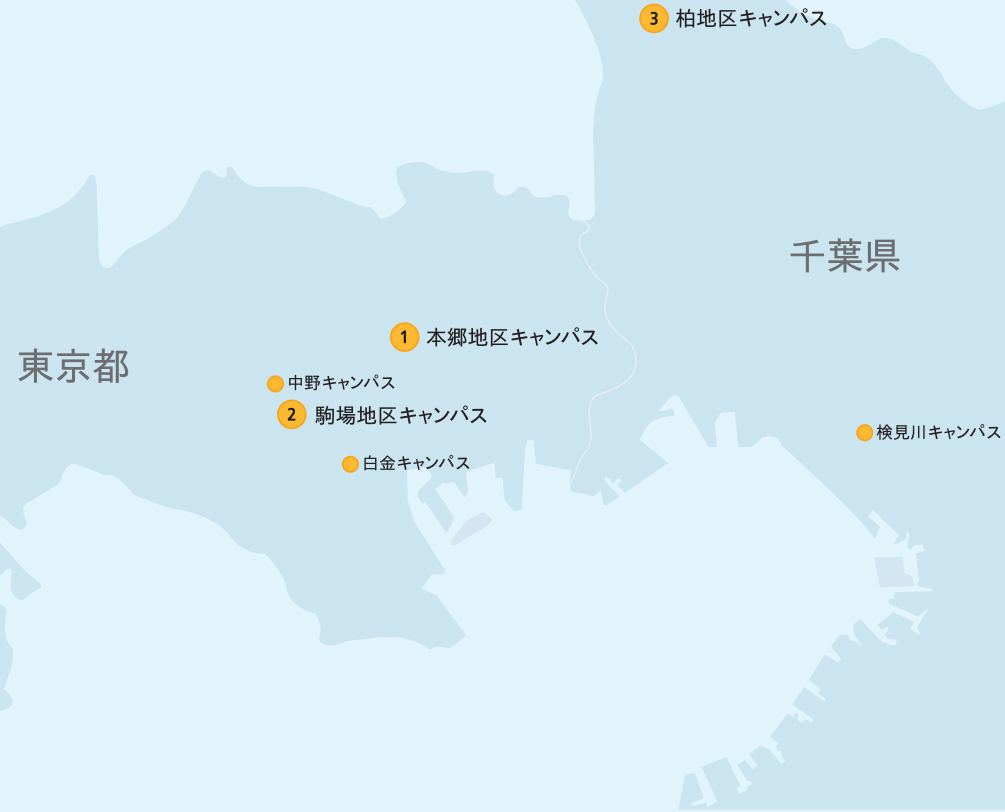 3 柏地区キャンパス
千葉県
1 本郷地区キャンパス
東京都
中野キャンパス
2 駒場地区キャンパス
検見川キャンパス
白金キャンパス